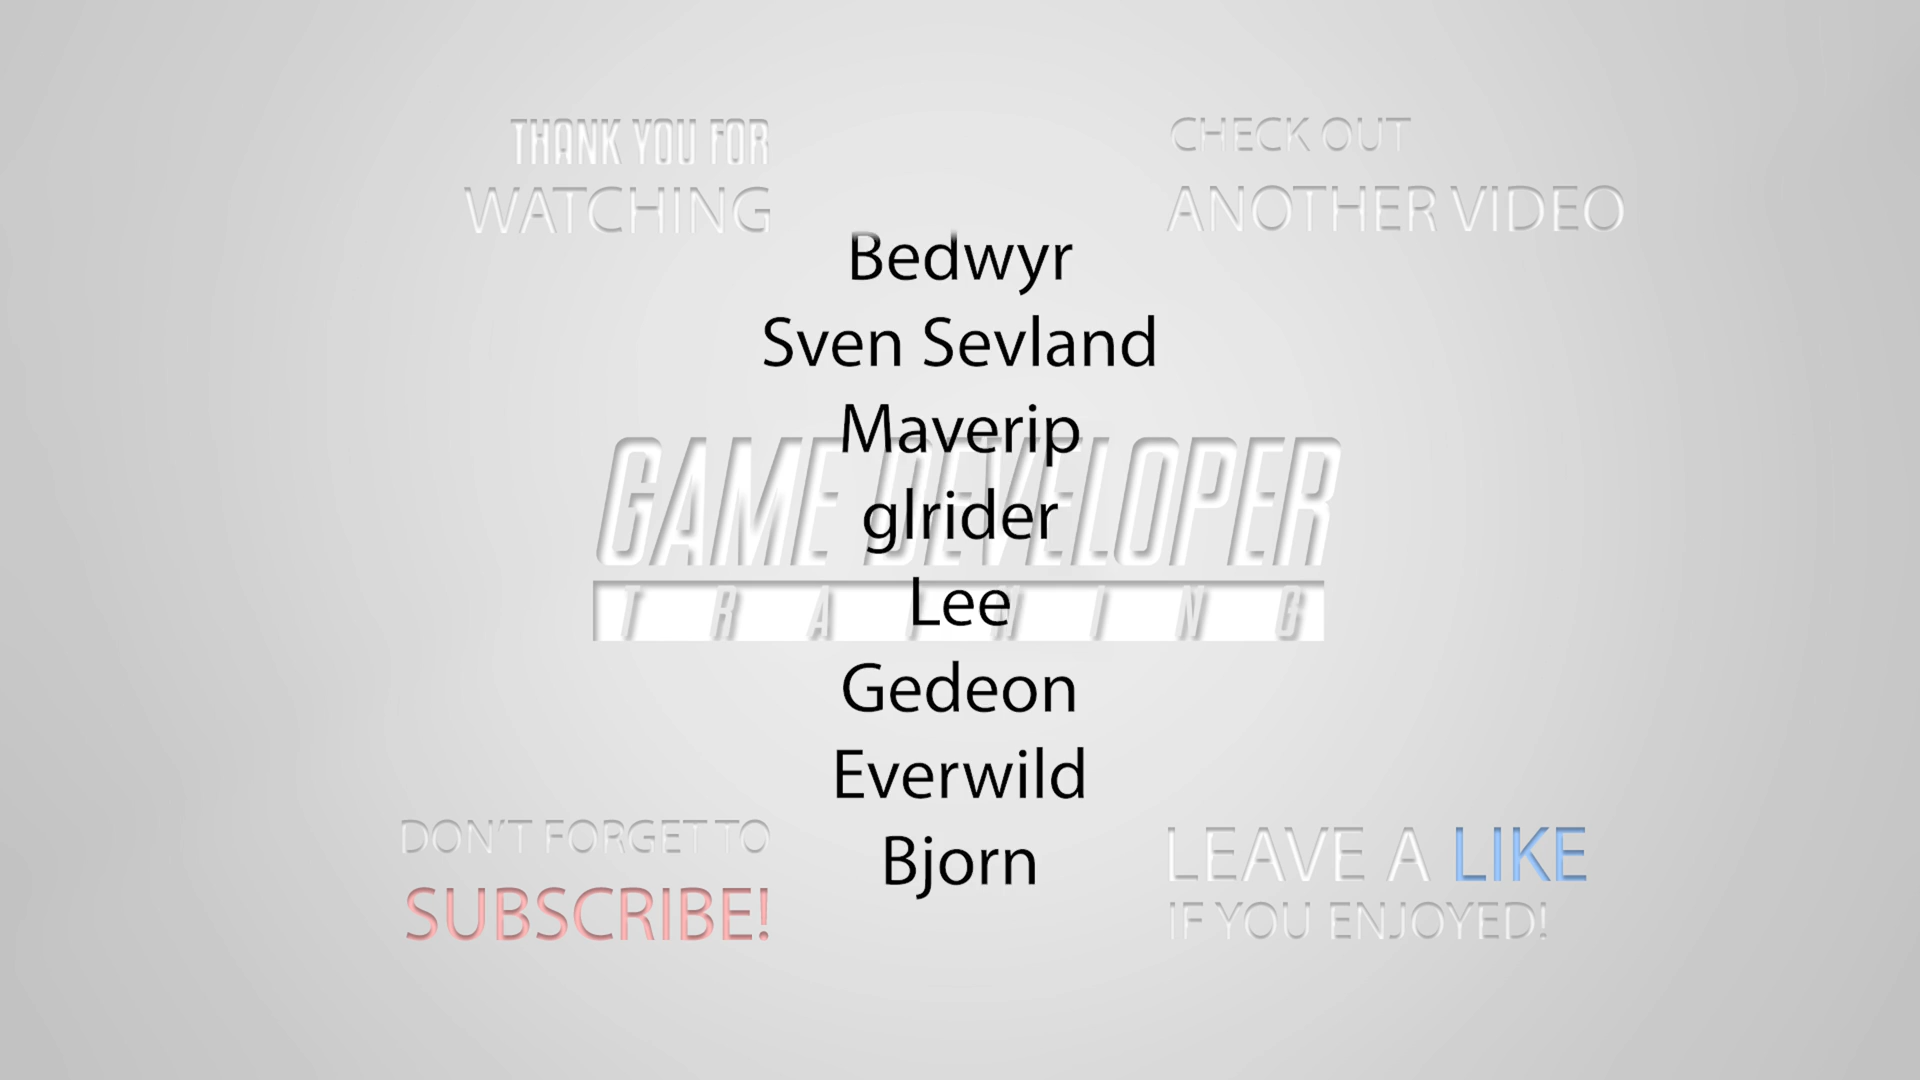 THANK YOU FOR
WATCHING
CHECK OUT
ANOTHER VIDEO
Bedwyr
Sven Sevland
Maverip
glrider
Lee
Gedeon
Everwild
Bjorn
GAME DEVELOPER
TRAINING
DON'T FORGET TO
SUBSCRIBE!
LEAVE A LIKE
IF YOU ENJOYED!